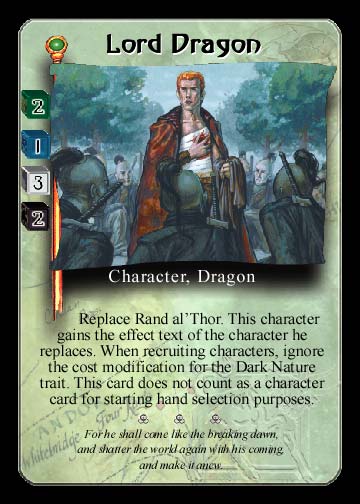 Lord Dragon
2
1
3
2
Character, Dragon
Replace Rand al'Thor. This character
gains the effect text of the character he
replaces. When recruiting characters, ignore
the cost modification for the Dark Nature
trait. This card does not count as a character
card for starting hand selection purposes.
For he shall come like the breaking dawn,
and shatter the world again with his coming,
and make it anew.
Whitebridge